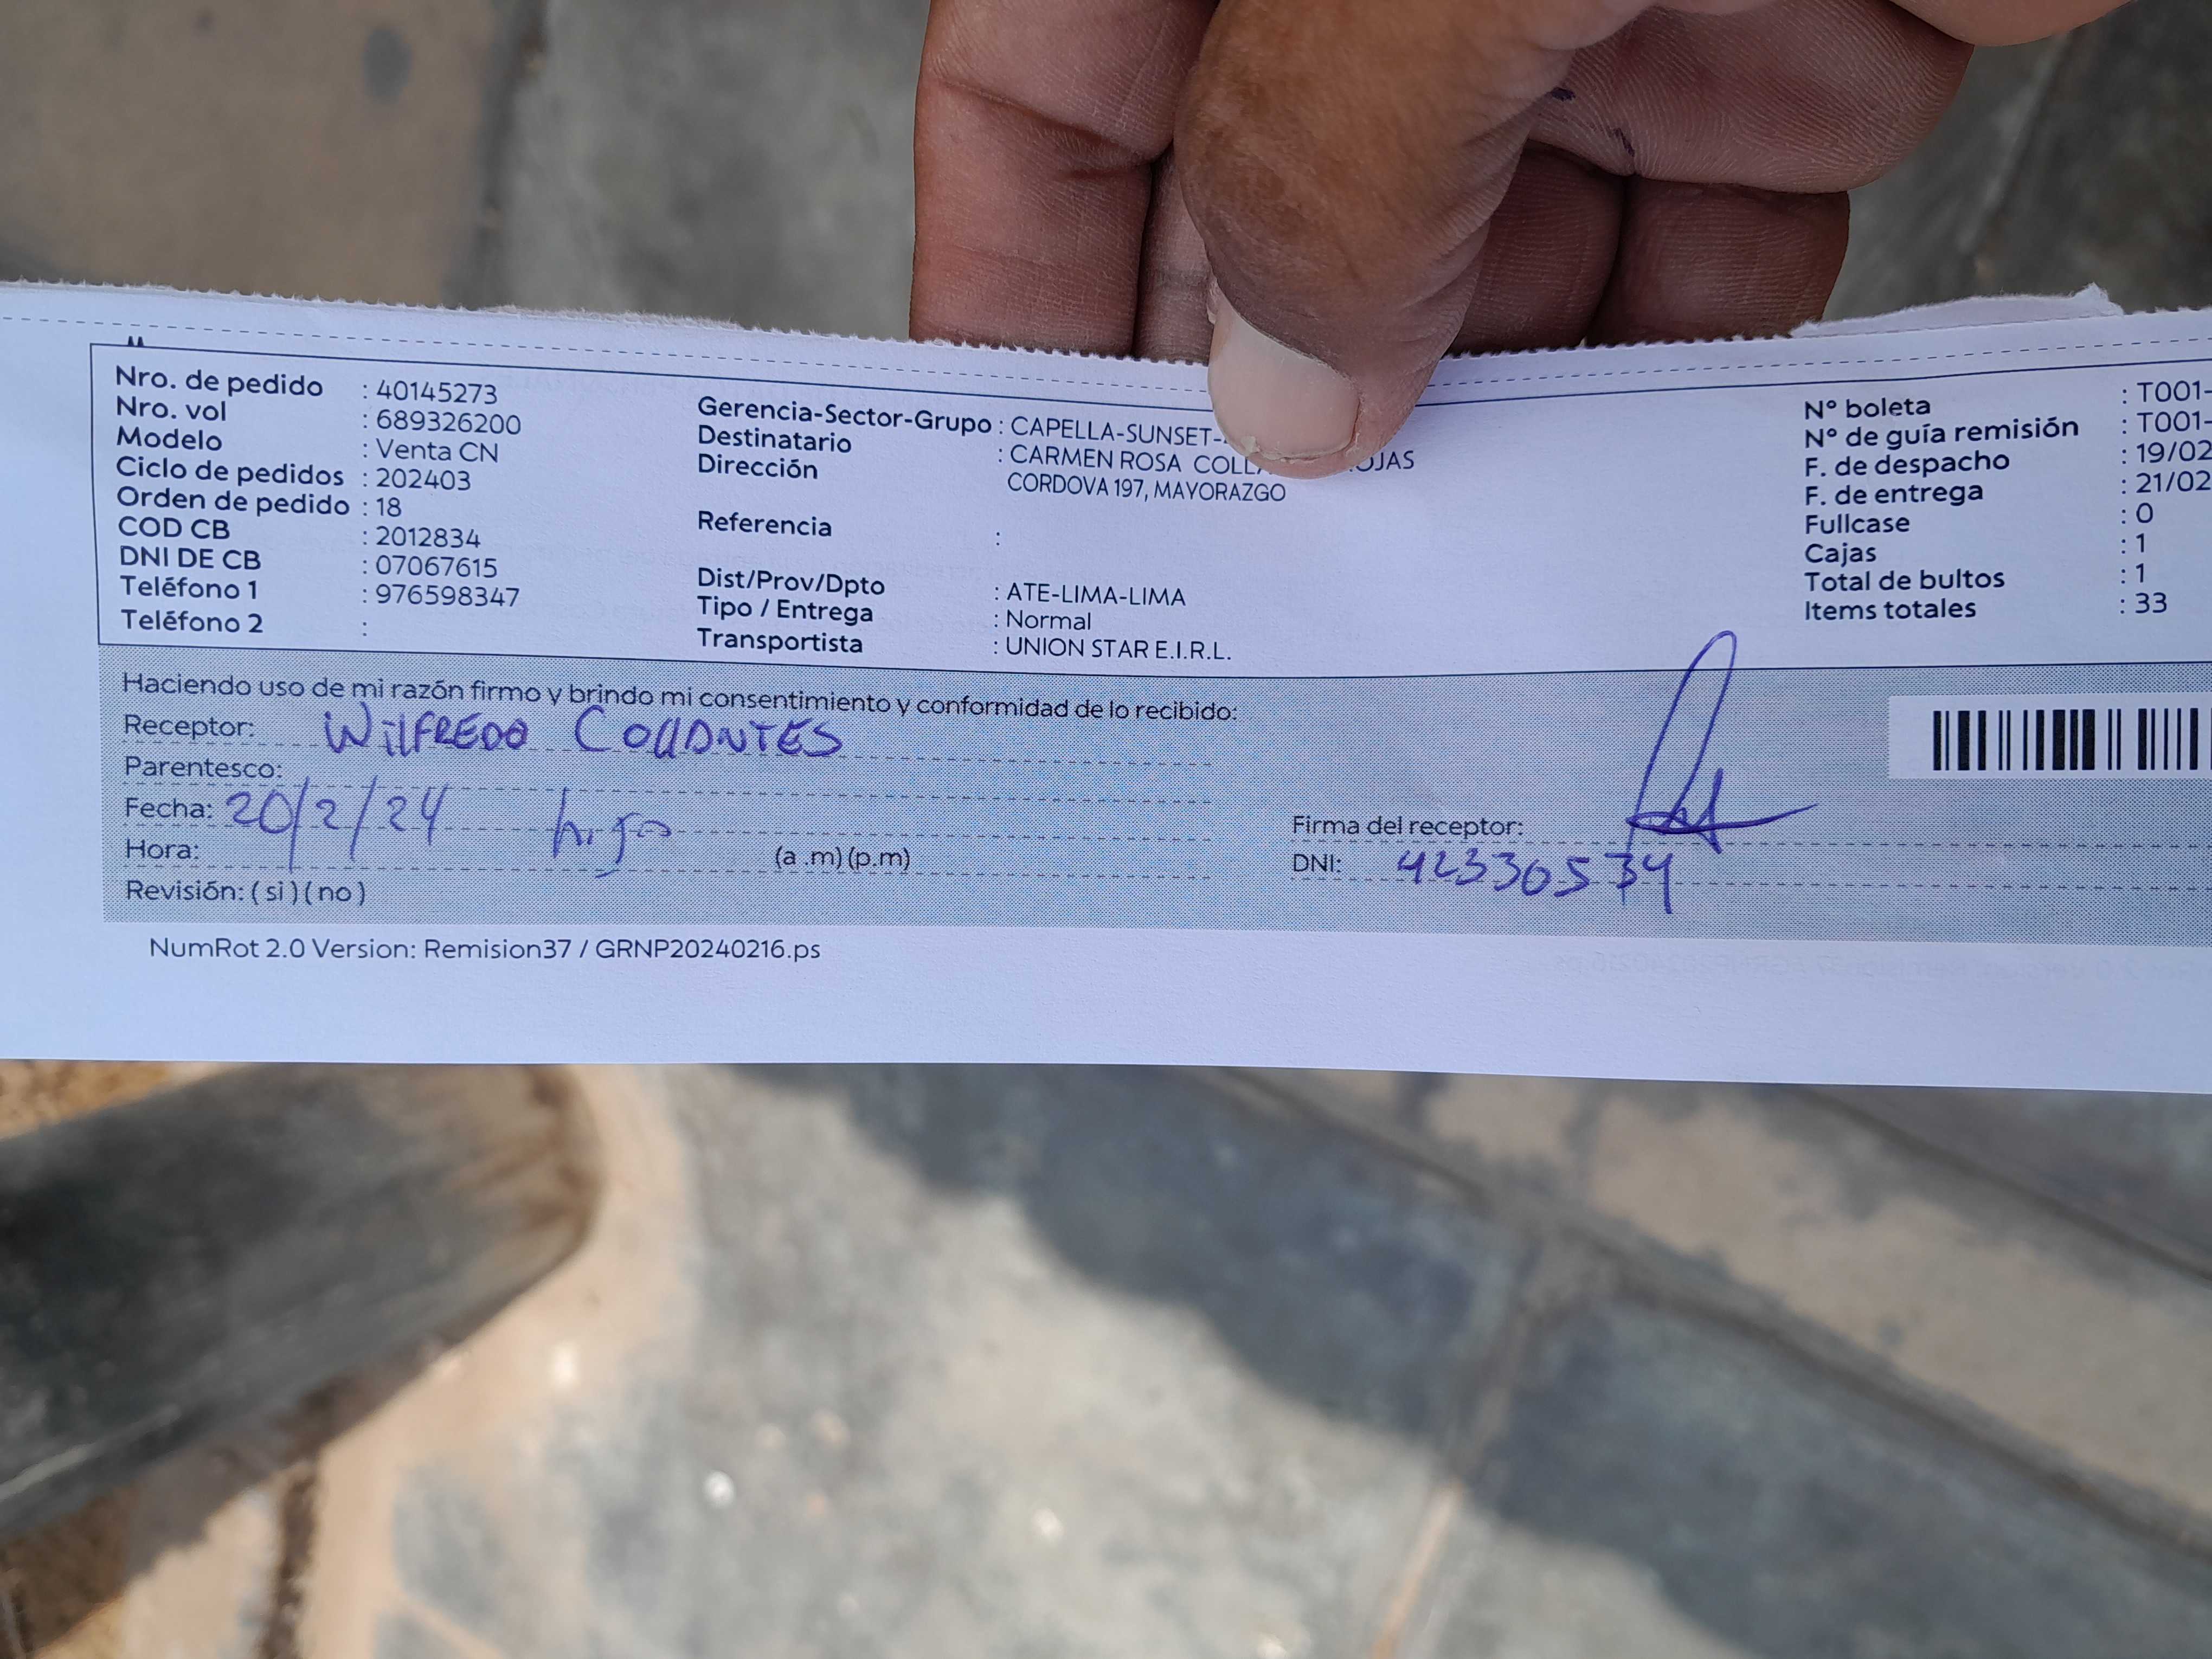 Nro. de pedido : 40145273
Nro. vol : 689326200
Modelo : Venta CN
Ciclo de pedidos : 202403
Orden de pedido : 18
COD CB : 2012834
DNI DE CB : 07067615
Teléfono 1 : 976598347
Teléfono 2 :
Gerencia-Sector-Grupo : CAPELLA-SUNSET-
Destinatario : CARMEN ROSA
Dirección CORDOVA 197, MAYORAZGO
Referencia :
Dist/Prov/Dpto : ATE-LIMA-LIMA
Tipo / Entrega : Normal
Transportista : UNION STAR E.I.R.L.
N° boleta : T001-
N° de guía remisión : T001-
F. de despacho : 19/02
F. de entrega : 21/02
Fullcase : 0
Cajas : 1
Total de bultos : 1
Items totales : 33
Haciendo uso de mi razón firmo y brindo mi consentimiento y conformidad de lo recibido:
Receptor: WilFREDO COllANTES
Parentesco:
Fecha: 20/2/24 hijo
Hora: (a .m) (p.m)
Revisión: ( sì ) ( no )
Firma del receptor:
DNI: 42330534
NumRot 2.0 Version: Remision37 / GRNP20240216.ps